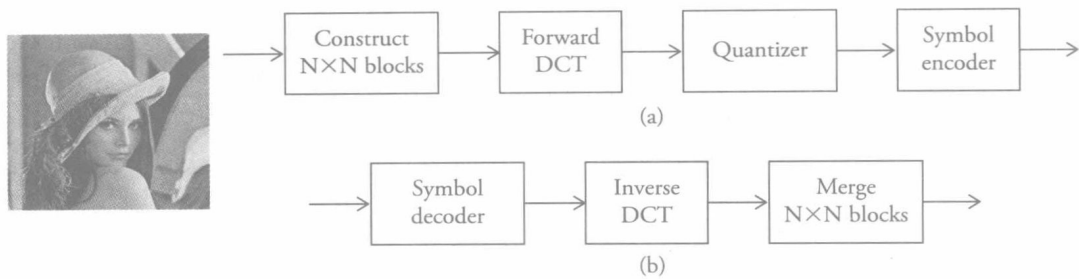 Construct
N×N blocks
Forward
DCT
Quantizer
Symbol
encoder
(a)
Symbol
decoder
Inverse
DCT
Merge
N×N blocks
(b)